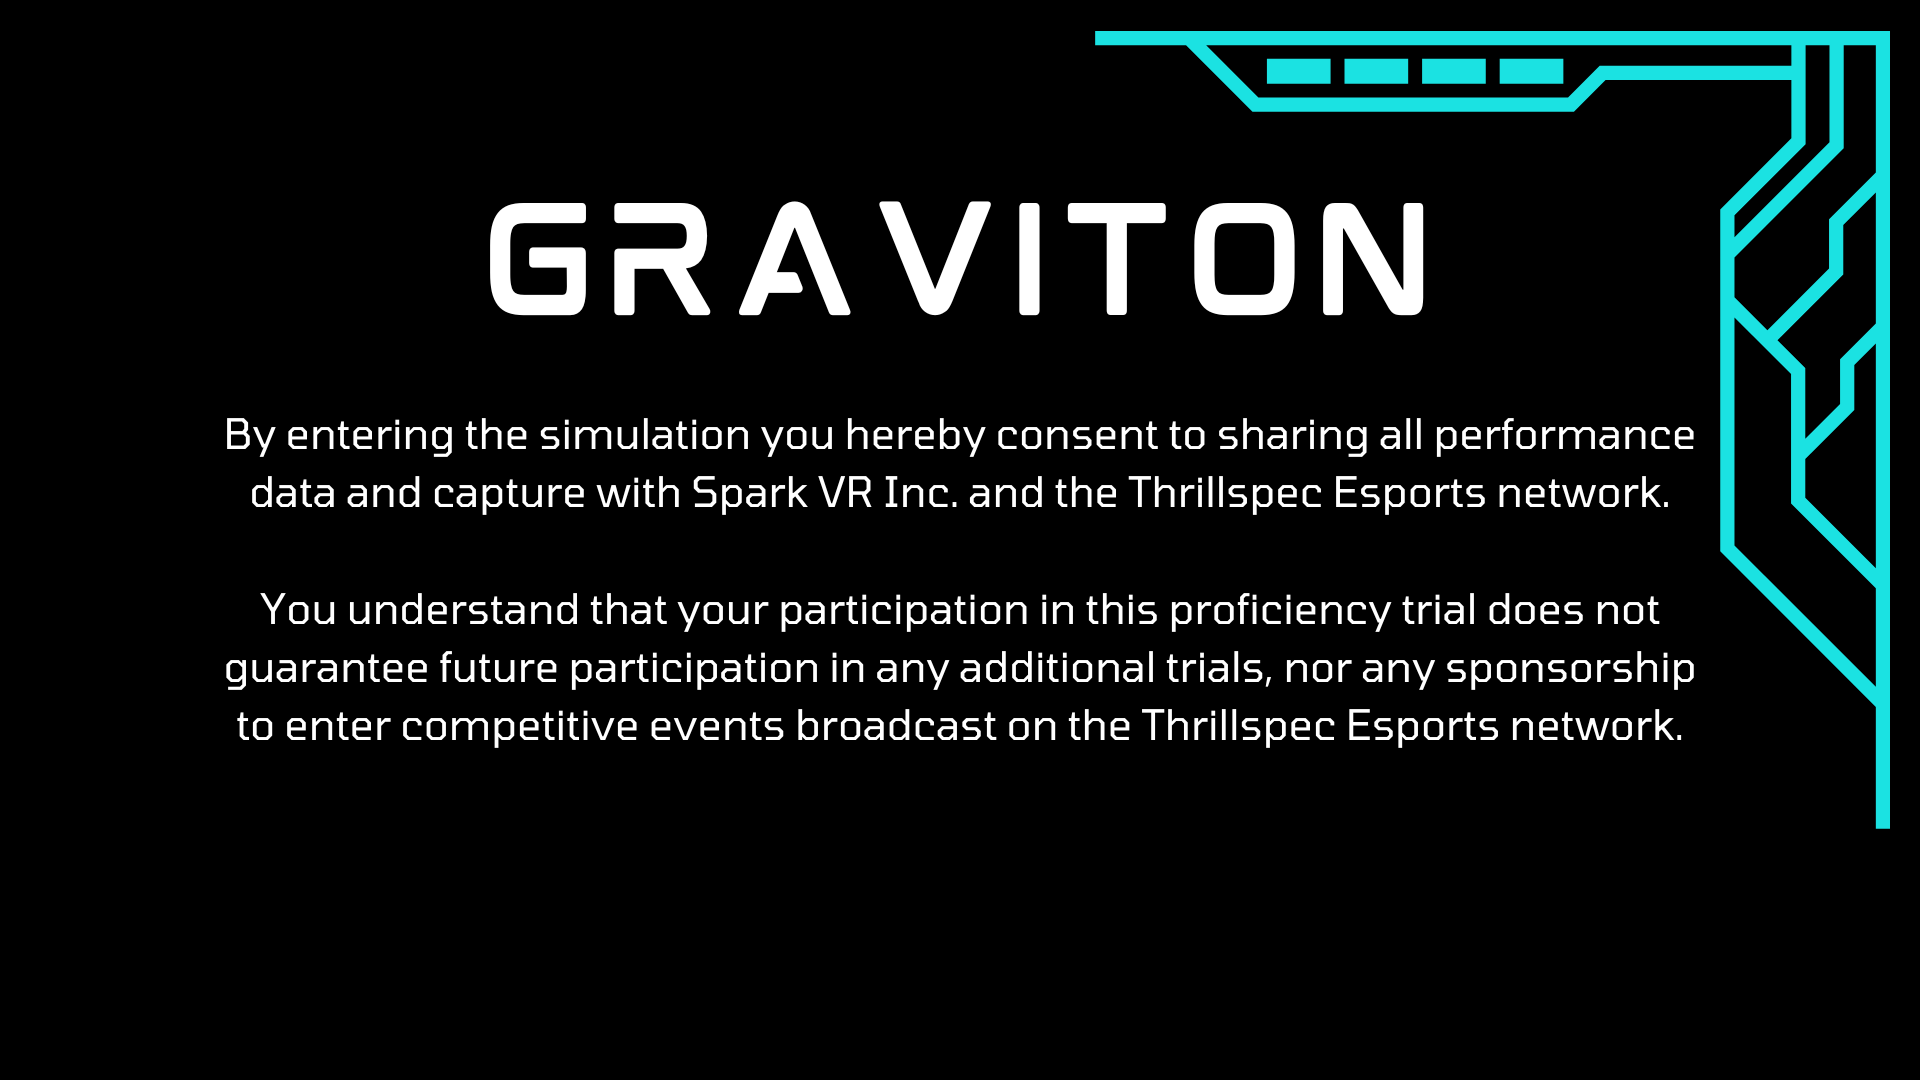 GRAVITON
By entering the simulation you hereby consent to sharing all performance
data and capture with Spark VR Inc. and the Thrillspec Esports network.
You understand that your participation in this proficiency trial does not
guarantee future participation in any additional trials, nor any sponsorship
to enter competitive events broadcast on the Thrillspec Esports network.